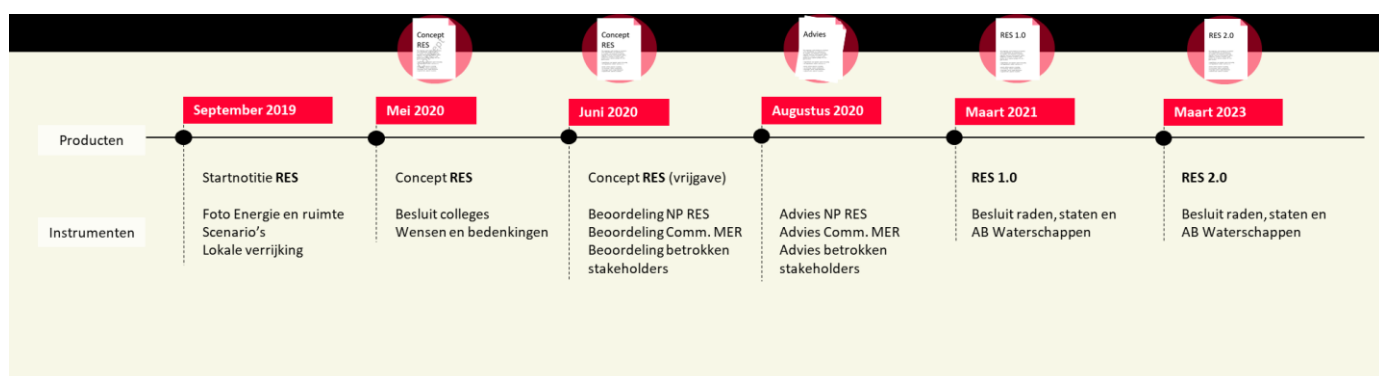 Concept
RES
Concept
RES
Advies
RES 1.0
RES 2.0
September 2019
Mei 2020
Juni 2020
Augustus 2020
Maart 2021
Maart 2023
Producten
Startnotitie RES
Concept RES
Concept RES (vrijgave)
RES 1.0
RES 2.0
Instrumenten
Foto Energie en ruimte
Scenario's
Lokale verrijking
Besluit colleges
Wensen en bedenkingen
Beoordeling NP RES
Beoordeling Comm. MER
Beoordeling betrokken
stakeholders
Advies NP RES
Advies Comm. MER
Advies betrokken
stakeholders
Besluit raden, staten en
AB Waterschappen
Besluit raden, staten en
AB Waterschappen